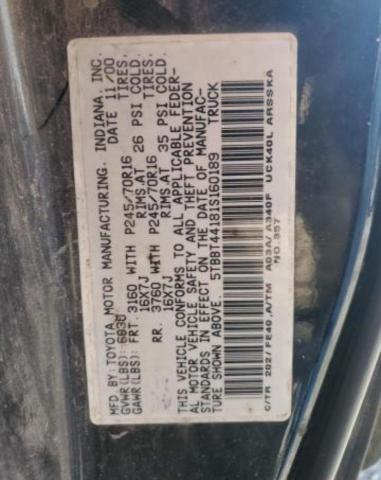 MFD. BY: TOYOTA MOTOR MANUFACTURING, INDIANA, INC.
GVWR(LBS): 6030 DATE 11/00
GAWR(LBS): FRT. 3160 WITH P245/70R16 TIRES,
16X7J RIMS,AT 26 PSI COLD.
RR. 3760 WITH P245/70R16 TIRES,
16X7J RIMS,AT 35 PSI COLD.
THIS VEHICLE CONFORMS TO ALL APPLICABLE FEDER-
AL MOTOR VEHICLE SAFETY AND THEFT PREVENTION
STANDARDS IN EFFECT ON THE DATE OF MANUFAC-
TURE SHOWN ABOVE. 5TBBT44181S160189 TRUCK
C/TR 202/FE40,A/TM A03A/A340F UCK40L ARSSKA
NO.357